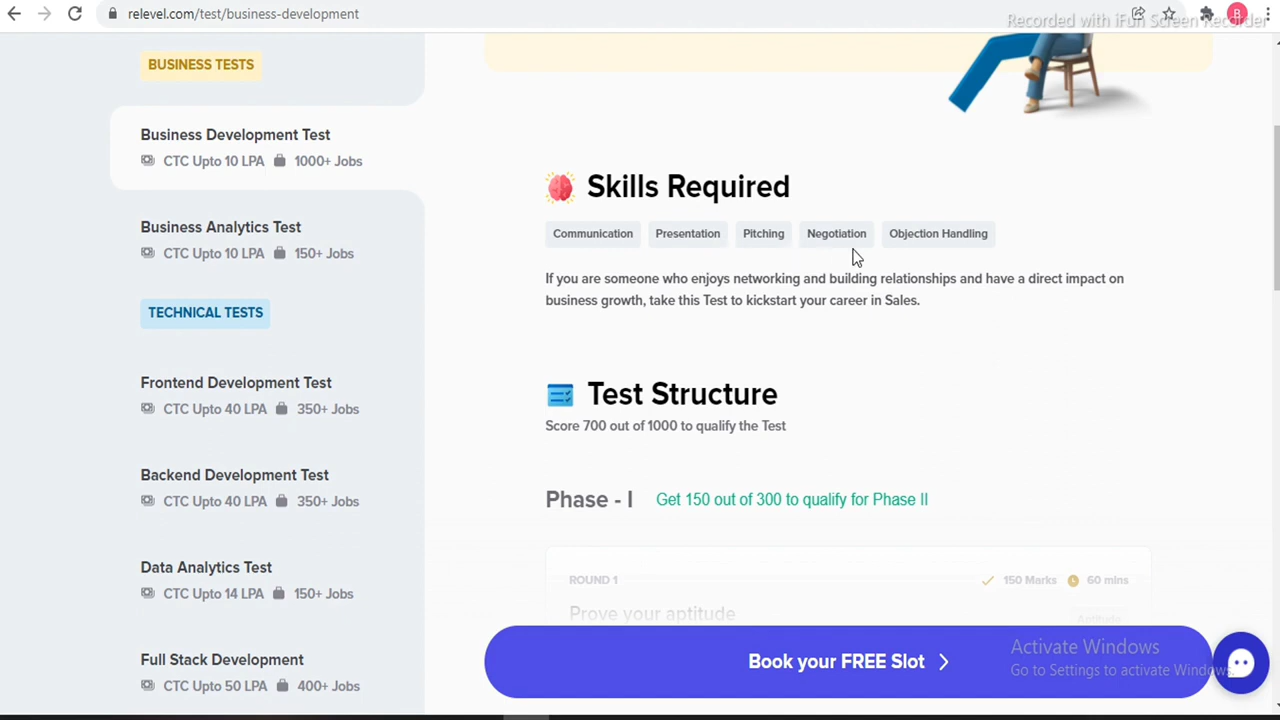 relevel.com/test/business-development
B
Recorded with iFun Screen Recorder
BUSINESS TESTS
Business Development Test
CTC Upto 10 LPA 1000+ Jobs
Business Analytics Test
CTC Upto 10 LPA 150+ Jobs
TECHNICAL TESTS
Frontend Development Test
CTC Upto 40 LPA 350+ Jobs
Backend Development Test
CTC Upto 40 LPA 350+ Jobs
Data Analytics Test
CTC Upto 14 LPA 150+ Jobs
Full Stack Development
CTC Upto 50 LPA 400+ Jobs
Skills Required
Communication Presentation Pitching Negotiation Objection Handling
If you are someone who enjoys networking and building relationships and have a direct impact on
business growth, take this Test to kickstart your career in Sales.
Test Structure
Score 700 out of 1000 to qualify the Test
Phase - I Get 150 out of 300 to qualify for Phase II
ROUND 1 150 Marks 60 mins
Prove your aptitude Aptitude
Book your FREE Slot
Activate Windows
Go to Settings to activate Windows.